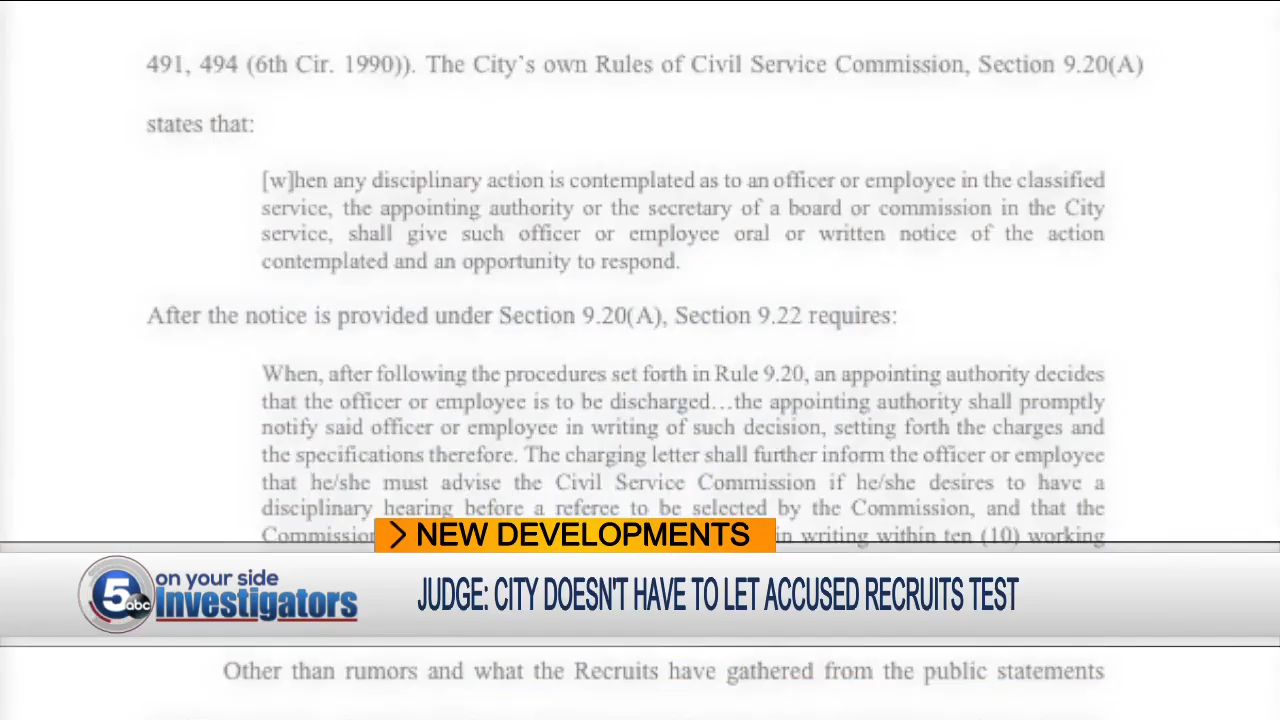 491, 494 (6th Cir. 1990)). The City's own Rules of Civil Service Commission, Section 9.20(A)
states that:
[w]hen any disciplinary action is contemplated as to an officer or employee in the classified
service, the appointing authority or the secretary of a board or commission in the City
service, shall give such officer or employee oral or written notice of the action
contemplated and an opportunity to respond.
After the notice is provided under Section 9.20(A), Section 9.22 requires:
When, after following the procedures set forth in Rule 9.20, an appointing authority decides
that the officer or employee is to be discharged…the appointing authority shall promptly
notify said officer or employee in writing of such decision, setting forth the charges and
the specifications therefore. The charging letter shall further inform the officer or employee
that he/she must advise the Civil Service Commission if he/she desires to have a
disciplinary hearing before a referee to be selected by the Commission, and that the
Commission in writing within ten (10) working
> NEW DEVELOPMENTS
5 abc on your side
Investigators
JUDGE: CITY DOESN'T HAVE TO LET ACCUSED RECRUITS TEST
Other than rumors and what the Recruits have gathered from the public statements